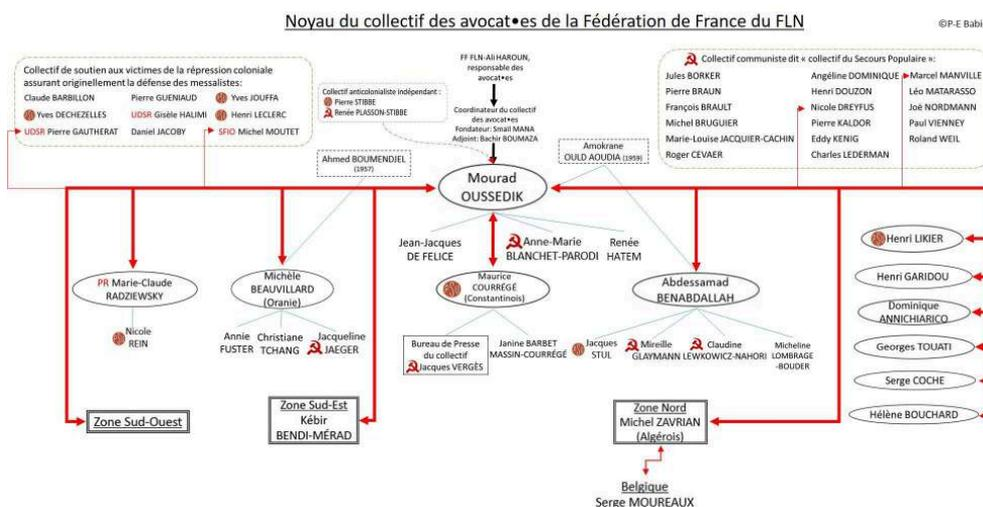 Noyau du collectif des avocat•es de la Fédération de France du FLN
©P-E Babi
Collectif de soutien aux victimes de la répression coloniale
assurant originellement la défense des messalistes:
Claude BARBILLON
Pierre GUENIAUD
Yves JOUFFA
Yves DECHEZELLES
UDSR Gisèle HALIMI
Henri LECLERC
UDSR Pierre GAUTHERAT
Daniel JACOBY
SFIO Michel MOUTET
Collectif anticolonialiste indépendant :
Pierre STIBBE
Renée PLASSON-STIBBE
FF FLN-Ali HAROUN,
responsable des
avocat•es
Coordinateur du collectif
des avocat•es
Fondateur: Smaïl MANA
Adjoint: Bachir BOUMAZA
Collectif communiste dit « collectif du Secours Populaire »:
Jules BORKER
Pierre BRAUN
François BRAULT
Michel BRUGUIER
Marie-Louise JACQUIER-CACHIN
Roger CEVAER
Angéline DOMINIQUE
Henri DOUZON
Nicole DREYFUS
Pierre KALDOR
Eddy KENIG
Charles LEDERMAN
Marcel MANVILLE
Léo MATARASSO
Joë NORDMANN
Paul VIENNEY
Roland WEIL
Ahmed BOUMENDJEL
(1957)
Amokrane
OULD AOUDIA (1959)
Mourad
OUSSEDIK
Jean-Jacques
DE FELICE
Anne-Marie
BLANCHET-PARODI
Renée
HATEM
PR Marie-Claude
RADZIEWSKY
Nicole
REIN
Michèle
BEAUVILLARD
(Oranie)
Annie
FUSTER
Christiane
TCHANG
Jacqueline
JAEGER
Maurice
COURRÉGÉ
(Constantinois)
Bureau de Presse
du collectif
Jacques VERGÈS
Janine BARBET
MASSIN-COURRÉGÉ
Abdessamad
BENABDALLAH
Jacques
STUL
Mireille
GLAYMANN
Claudine
LEWKOWICZ-NAHORI
Micheline
LOMBRAGE
-BOUDER
Henri LIKIER
Henri GARIDOU
Dominique
ANNICHIARICO
Georges TOUATI
Serge COCHE
Hélène BOUCHARD
Zone Sud-Ouest
Zone Sud-Est
Kébir
BENDI-MÉRAD
Zone Nord
Michel ZAVRIAN
(Algérois)
Belgique
Serge MOUREAUX